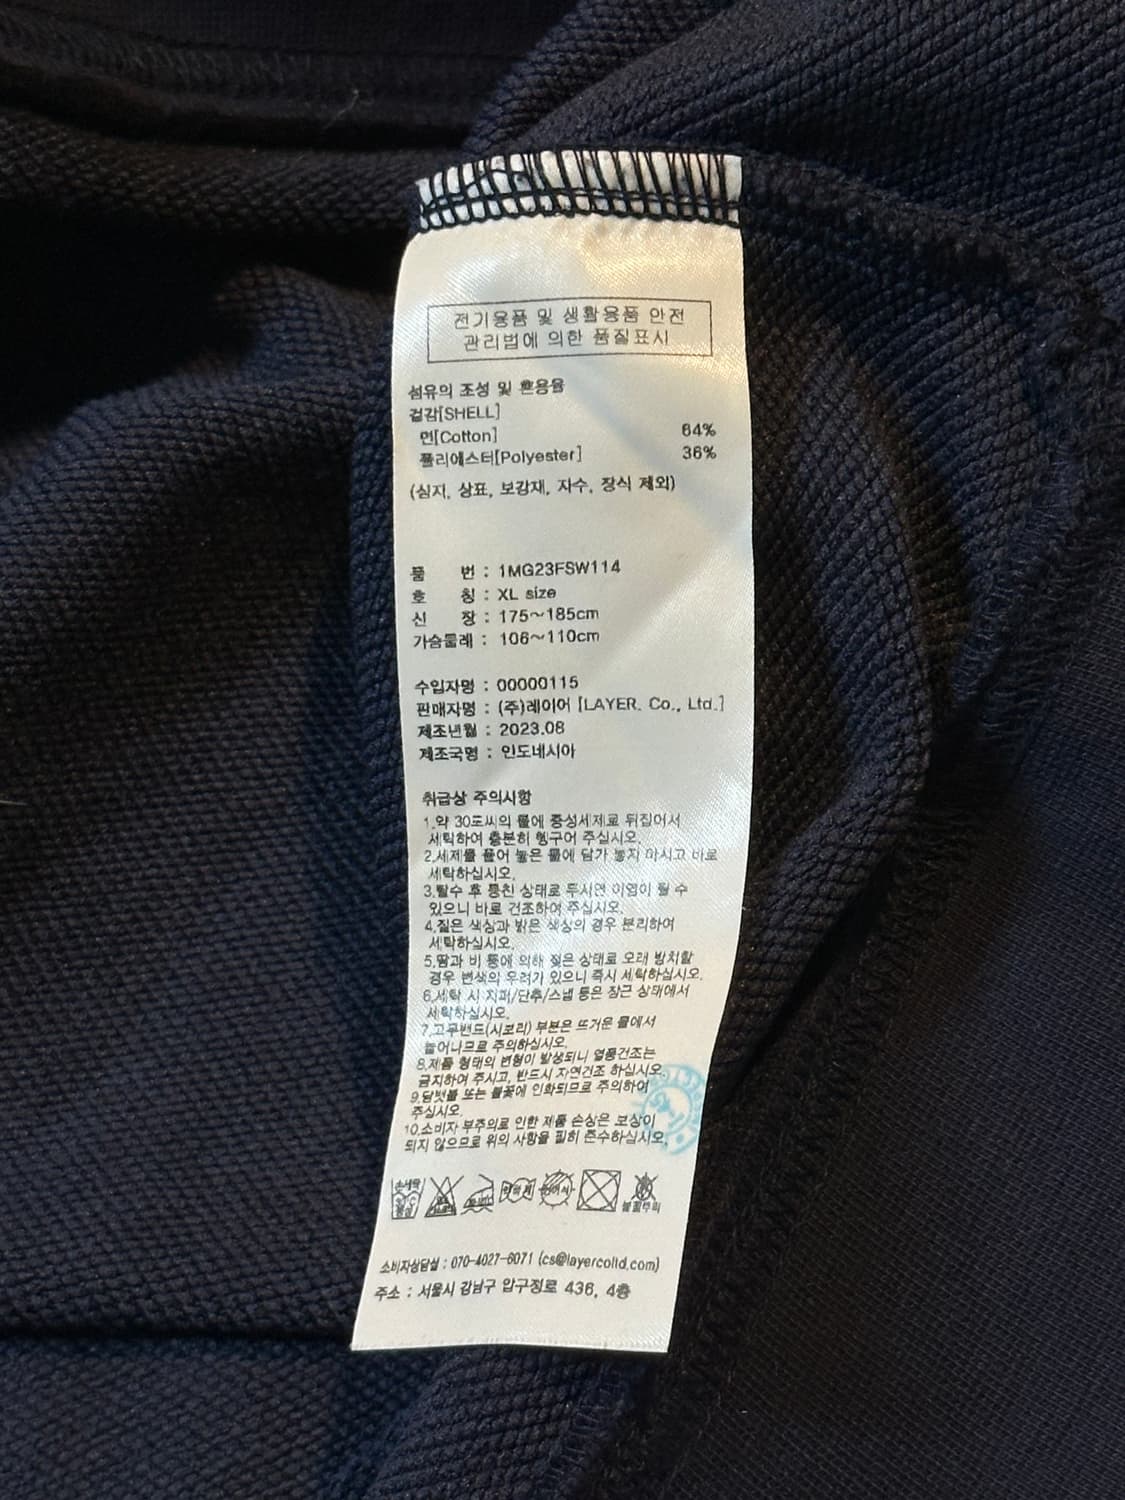 전기용품 및 생활용품 안전
관리법에 의한 품질표시
섬유의 조성 및 혼용율
겉감[SHELL]
면[Cotton] 64%
폴리에스터[Polyester] 36%
(심지, 상표, 보강재, 자수, 장식 제외)
품 번 : 1MG23FSW114
호 칭 : XL size
신 장 : 175~185cm
가슴둘레 : 106~110cm
수입자명 : 00000115
판매자명 : (주)레이어 [LAYER. Co., Ltd.]
제조년월 : 2023.08
제조국명 : 인도네시아
취급상 주의사항
1.약 30도씨의 물에 중성세제로 뒤집어서
세탁하여 충분히 헹구어 주십시오.
2.세제를 풀어 놓은 물에 담가 놓지 마시고 바로
세탁하십시오.
3.탈수 후 뭉친 상태로 두시면 이염이 될 수
있으니 바로 건조하여 주십시오.
4.짙은 색상과 밝은 색상의 경우 분리하여
세탁하십시오.
5.땀과 비 등에 의해 젖은 상태로 오래 방치할
경우 변색의 우려가 있으니 즉시 세탁하십시오.
6.세탁 시 지퍼/단추/스냅 등은 잠근 상태에서
세탁하십시오.
7.고무밴드(시보리) 부분은 뜨거운 물에서
늘어나므로 주의하십시오.
8.제품 형태의 변형이 발생되니 열풍건조는
금지하여 주시고, 반드시 자연건조 하십시오.
9.담뱃불 또는 불꽃에 인화되므로 주의하여
주십시오.
10.소비자 부주의로 인한 제품 손상은 보상이
되지 않으므로 위의 사항을 필히 준수하십시오.
손세탁
소비자상담실 : 070-4027-6071 (cs@layercoltd.com)
주소 : 서울시 강남구 압구정로 436, 4층